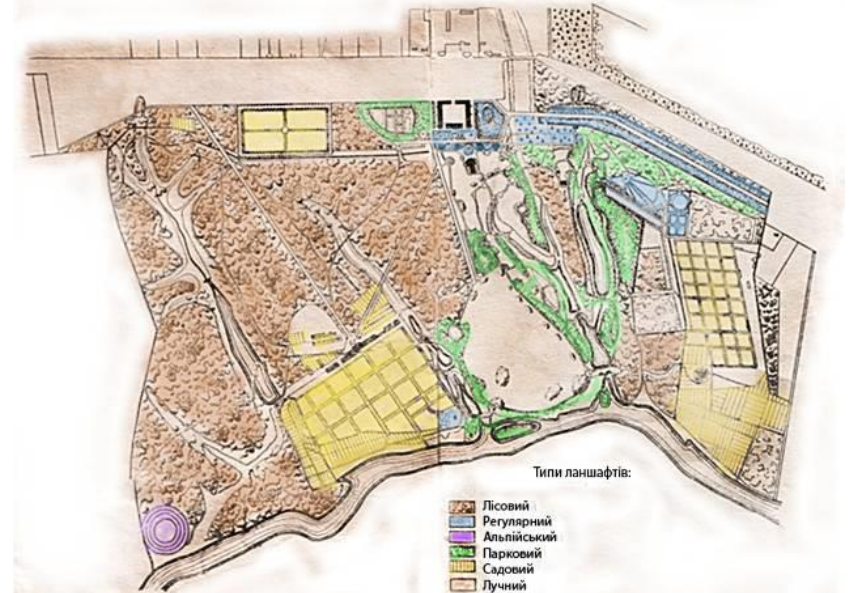 Типи ланшафтів:
Лісовий
Регулярний
Альпійський
Парковий
Садовий
Лучний